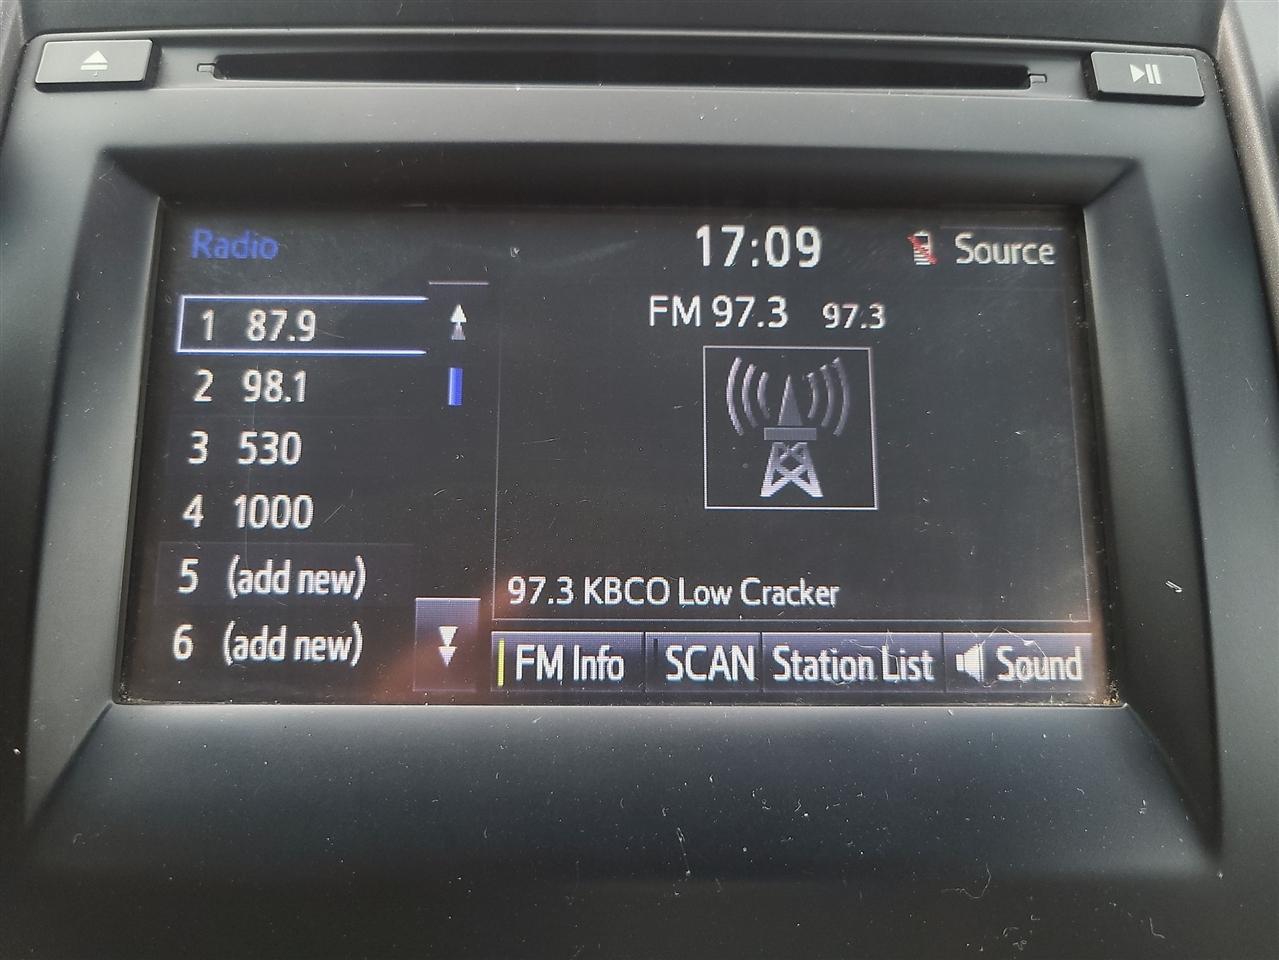 Radio
17:09
Source
1 87.9
2 98.1
3 530
4 1000
5 (add new)
6 (add new)
FM 97.3 97.3
97.3 KBCO Low Cracker
FM Info
SCAN
Station List
Sound